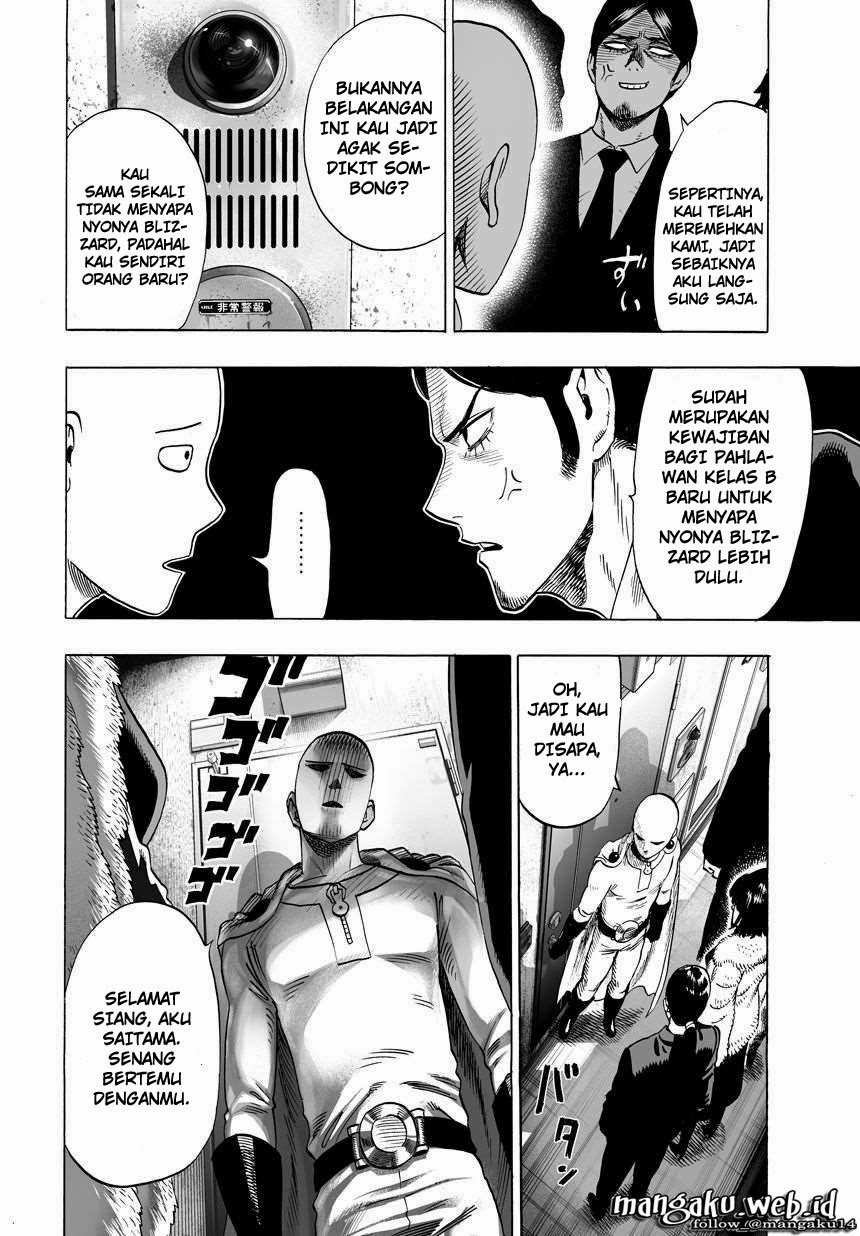 SEPERTINYA,
KAU TELAH
MEREMEHKAN
KAMI, JADI
SEBAIKNYA
AKU LANG-
SUNG SAJA.
ずい
BUKANNYA
BELAKANGAN
INI KAU JADI
AGAK SE-
DIKIT SOM-
BONG?
KAU
SAMA SEKALI
TIDAK MENYAPA
NYONYA BLIZ-
ZARD, PADAHAL
KAU SENDIRI
ORANG BARU?
非常警報
SUDAH
MERUPAKAN
KEWAJIBAN
BAGI PAHLA-
WAN KELAS B
BARU UNTUK
MENYAPA
NYONYA BLIZ-
ZARD LEBIH
DULU.
........
OH,
JADI KAU
MAU
DISAPA,
YA...
バタン
ゴゴゴゴゴ
SELAMAT
SIANG, AKU
SAITAMA.
SENANG
BERTEMU
DENGANMU.
mangaku.web.id
follow @mangaku14